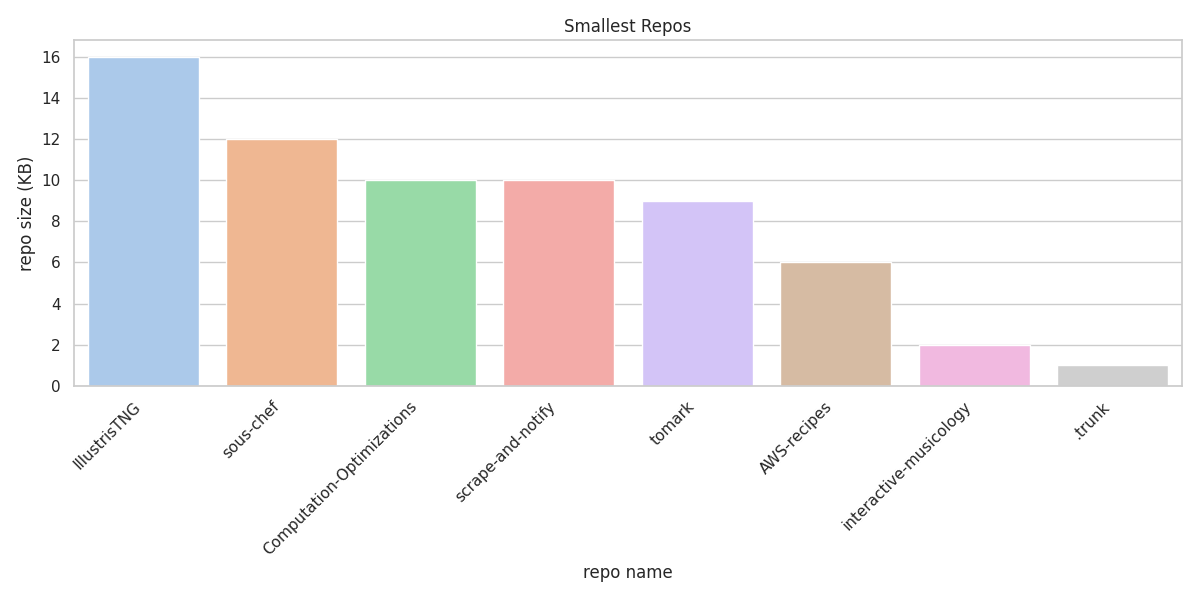 Smallest Repos
repo size (KB)
16
14
12
10
8
6
4
2
0
IllustrisTNG
sous-chef
Computation-Optimizations
scrape-and-notify
tomark
AWS-recipes
interactive-musicology
.trunk
repo name